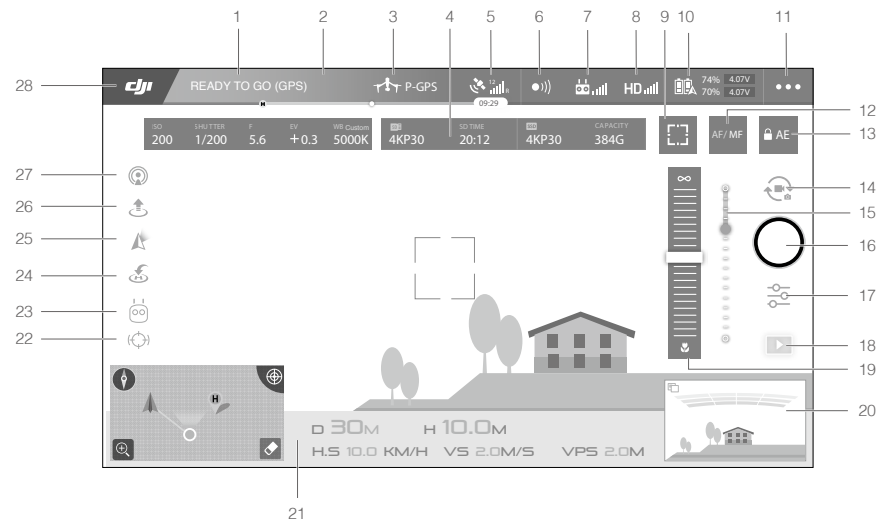 1 2 3 4 5 6 7 8 9 10 11
28 dji READY TO GO (GPS) P-GPS 12 R HD 74% 4.07V
70% 4.07V
H 09:29
12
ISO SHUTTER F EV WB Custom SD TIME CAPACITY
200 1/200 5.6 +0.3 5000K 4KP30 20:12 4KP30 384G
AF/MF AE 13
27 ∞ 14
26 15
25 16
24 17
23 18
22 19
H
20
D 30M H 10.0M
H.S 10.0 KM/H VS 2.0M/S VPS 2.0M
21